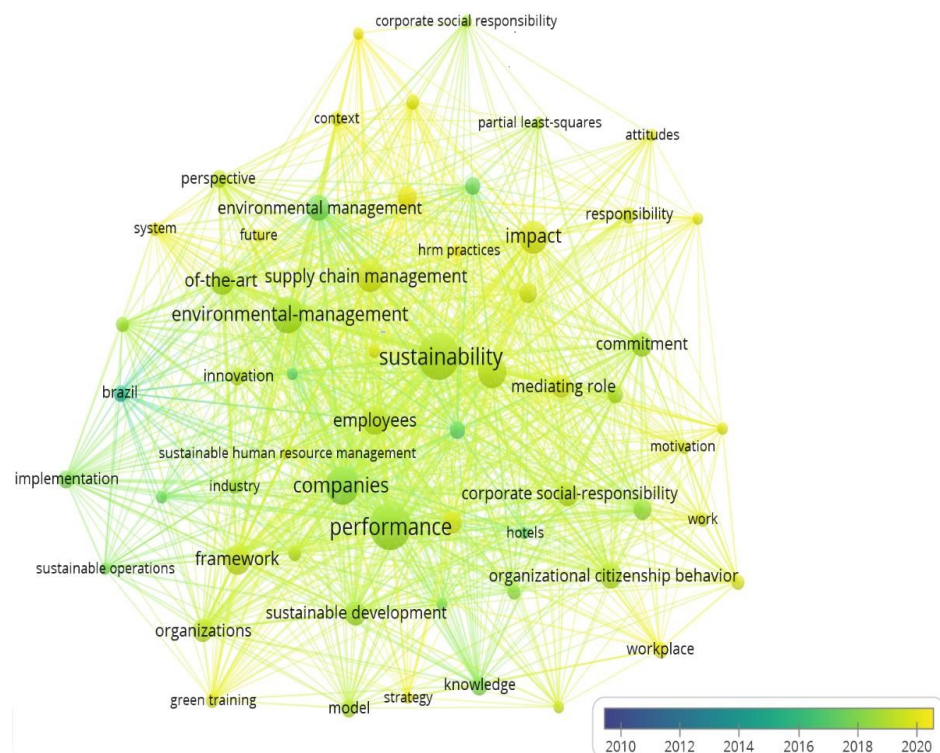 corporate social responsibility
context
partial least-squares
attitudes
perspective
environmental management
responsibility
system
future
hrm practices
impact
of-the-art
supply chain management
environmental-management
commitment
sustainability
innovation
mediating role
brazil
employees
motivation
sustainable human resource management
implementation
industry
companies
corporate social-responsibility
work
performance
hotels
framework
sustainable operations
organizational citizenship behavior
sustainable development
organizations
workplace
knowledge
green training
strategy
model
2010 2012 2014 2016 2018 2020